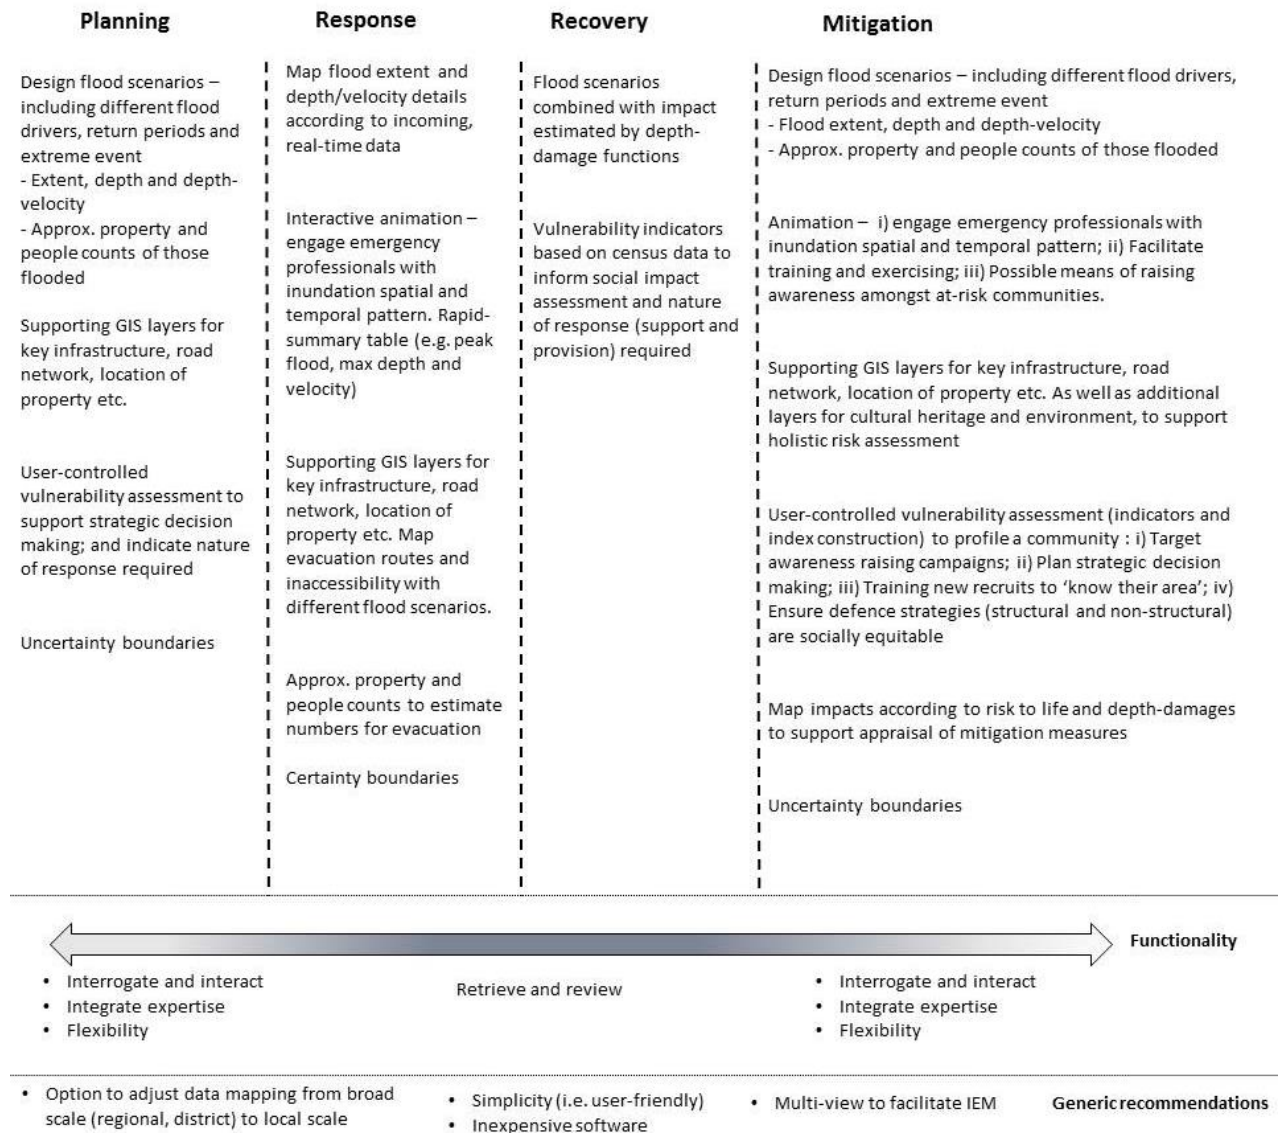 Planning
Design flood scenarios –
including different flood
drivers, return periods and
extreme event
- Extent, depth and depth-
velocity
- Approx. property and
people counts of those
flooded
Supporting GIS layers for
key infrastructure, road
network, location of
property etc.
User-controlled
vulnerability assessment to
support strategic decision
making; and indicate nature
of response required
Uncertainty boundaries
Response
Map flood extent and
depth/velocity details
according to incoming,
real-time data
Interactive animation –
engage emergency
professionals with
inundation spatial and
temporal pattern. Rapid-
summary table (e.g. peak
flood, max depth and
velocity)
Supporting GIS layers for
key infrastructure, road
network, location of
property etc. Map
evacuation routes and
inaccessibility with
different flood scenarios.
Approx. property and
people counts to estimate
numbers for evacuation
Certainty boundaries
Recovery
Flood scenarios
combined with impact
estimated by depth-
damage functions
Vulnerability indicators
based on census data to
inform social impact
assessment and nature
of response (support and
provision) required
Mitigation
Design flood scenarios – including different flood drivers,
return periods and extreme event
- Flood extent, depth and depth-velocity
- Approx. property and people counts of those flooded
Animation – i) engage emergency professionals with
inundation spatial and temporal pattern; ii) Facilitate
training and exercising; iii) Possible means of raising
awareness amongst at-risk communities.
Supporting GIS layers for key infrastructure, road
network, location of property etc. As well as additional
layers for cultural heritage and environment, to support
holistic risk assessment
User-controlled vulnerability assessment (indicators and
index construction) to profile a community : i) Target
awareness raising campaigns; ii) Plan strategic decision
making; iii) Training new recruits to ‘know their area’; iv)
Ensure defence strategies (structural and non-structural)
are socially equitable
Map impacts according to risk to life and depth-damages
to support appraisal of mitigation measures
Uncertainty boundaries
Functionality
• Interrogate and interact
• Integrate expertise
• Flexibility
Retrieve and review
• Interrogate and interact
• Integrate expertise
• Flexibility
• Option to adjust data mapping from broad
scale (regional, district) to local scale
• Simplicity (i.e. user-friendly)
• Inexpensive software
• Multi-view to facilitate IEM
Generic recommendations